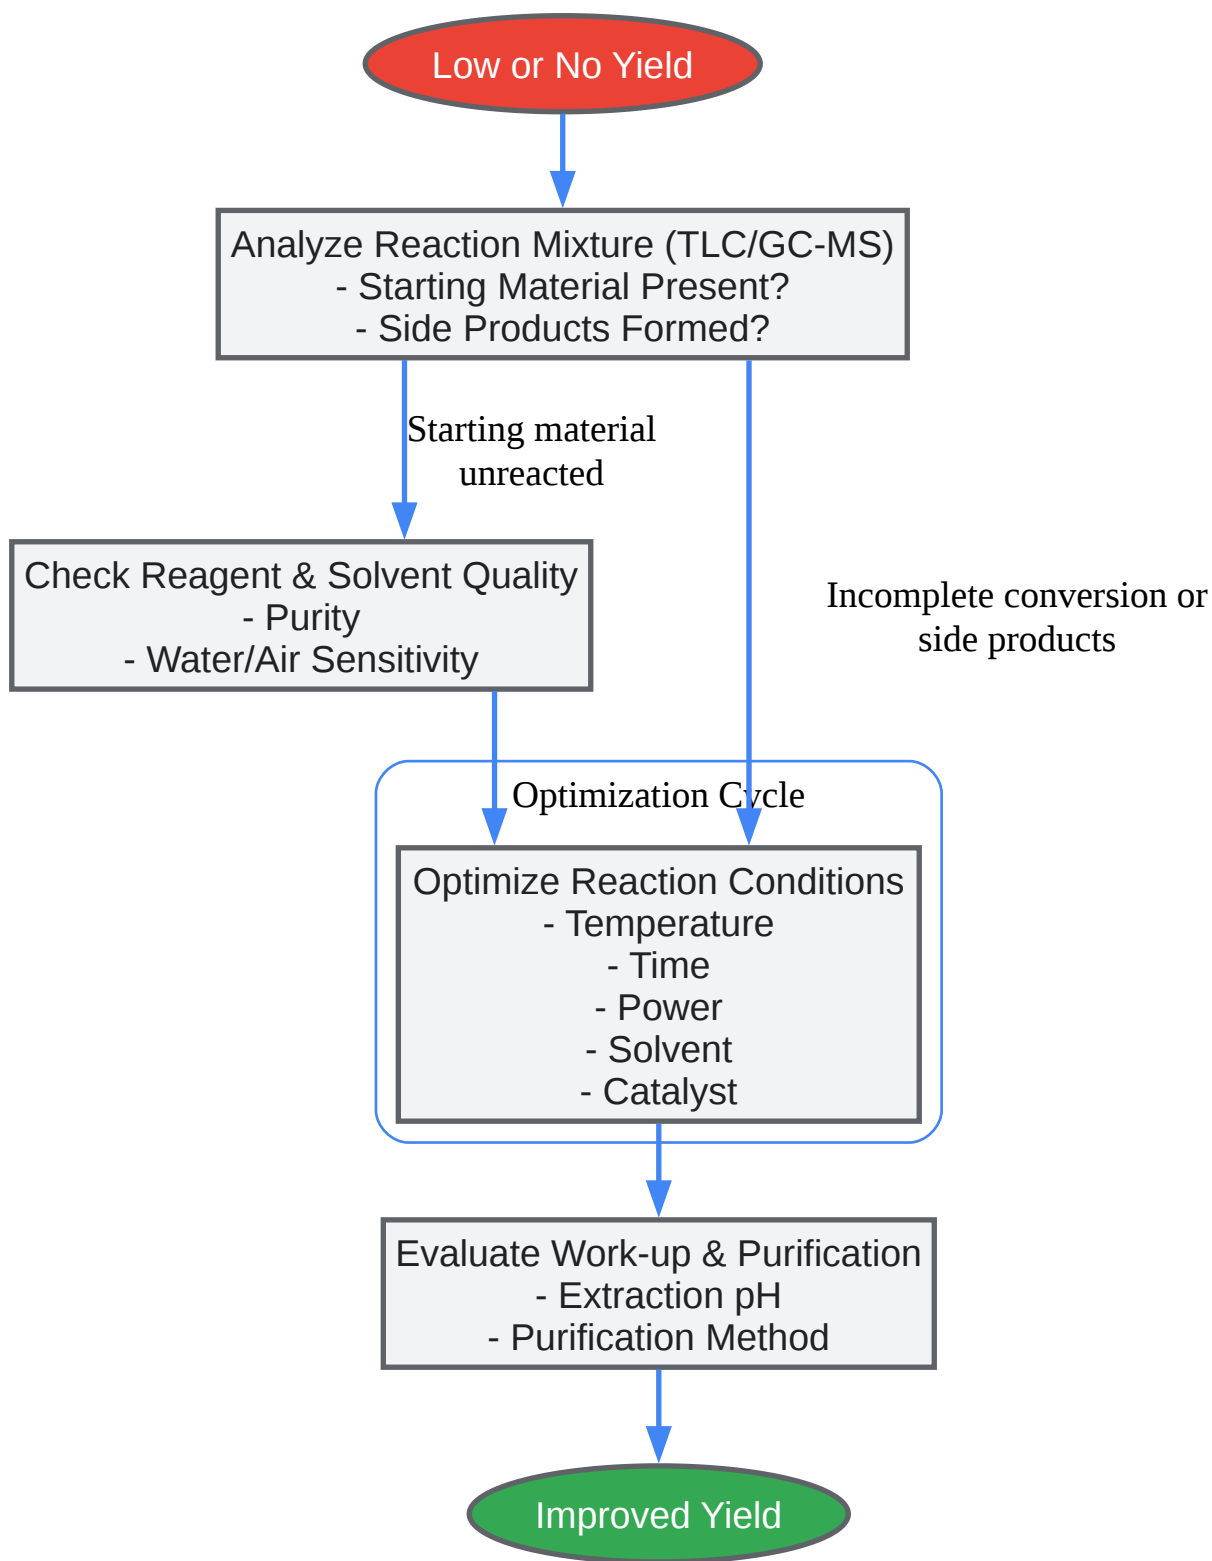 Low or No Yield
Analyze Reaction Mixture (TLC/GC-MS)
- Starting Material Present?
- Side Products Formed?
Starting material
unreacted
Check Reagent & Solvent Quality
- Purity
- Water/Air Sensitivity
Incomplete conversion or
side products
Optimization Cycle
Optimize Reaction Conditions
- Temperature
- Time
- Power
- Solvent
- Catalyst
Evaluate Work-up & Purification
- Extraction pH
- Purification Method
Improved Yield